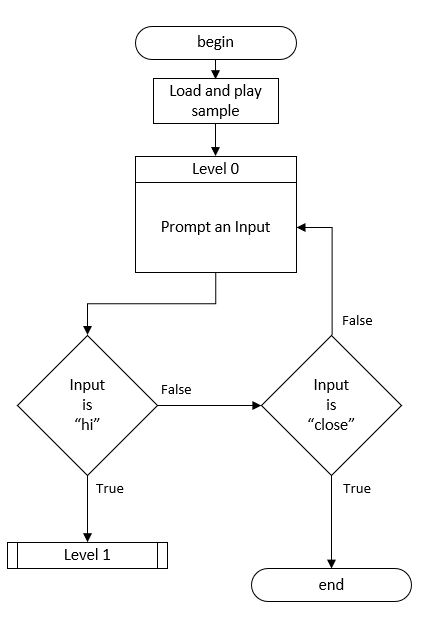 begin
Load and play
sample
Level 0
Prompt an Input
False
Input
is
“hi”
False
Input
is
“close”
True
True
Level 1
end